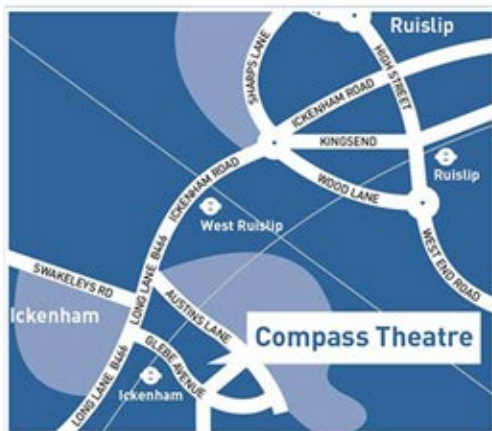 Ruislip
SHARPS LANE
HIGH STREET
ICKENHAM ROAD
KINGSEND
Ruislip
WOOD LANE
ICKENHAM ROAD
West Ruislip
WEST END ROAD
SWAKELEYS RD
LONG LANE B466
AUSTINS LANE
Ickenham
Compass Theatre
GLEBE AVENUE
LONG LANE B466
Ickenham